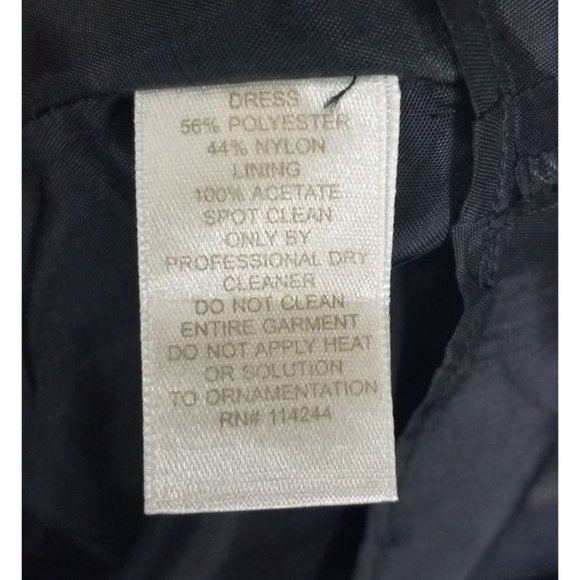 DRESS
56% POLYESTER
44% NYLON
LINING
100% ACETATE
SPOT CLEAN
ONLY BY
PROFESSIONAL DRY
CLEANER
DO NOT CLEAN
ENTIRE GARMENT
DO NOT APPLY HEAT
OR SOLUTION
TO ORNAMENTATION
RN# 114244